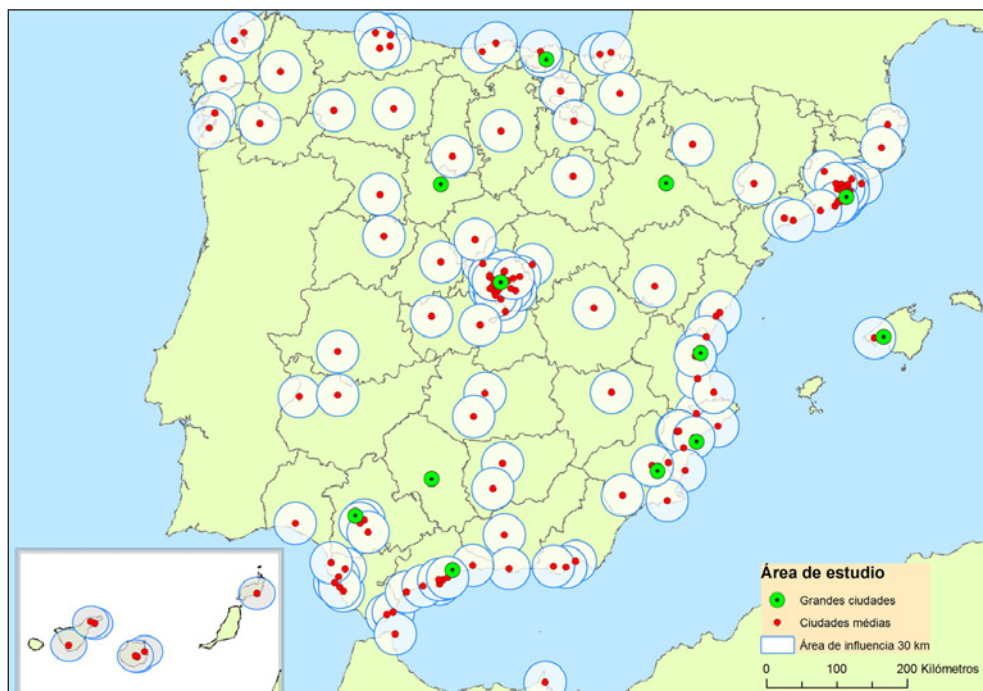 Área de estudio
Grandes ciudades
Ciudades médias
Área de influencia 30 km
0 100 200 Kilómetros